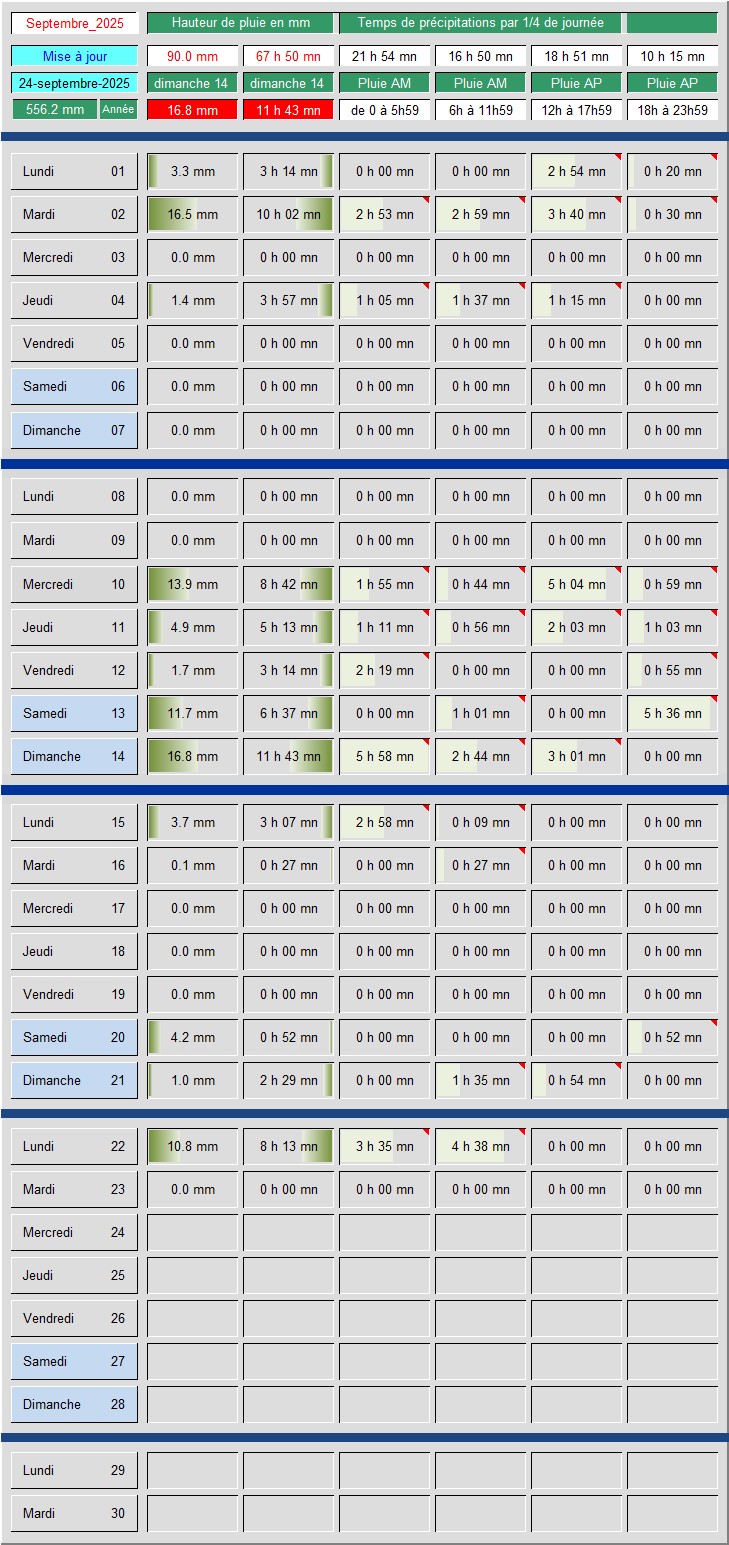 Septembre_2025 Hauteur de pluie en mm Temps de précipitations par 1/4 de journée
Mise à jour 90.0 mm 67 h 50 mn 21 h 54 mn 16 h 50 mn 18 h 51 mn 10 h 15 mn
24-septembre-2025 dimanche 14 dimanche 14 Pluie AM Pluie AM Pluie AP Pluie AP
556.2 mm Année 16.8 mm 11 h 43 mn de 0 à 5h59 6h à 11h59 12h à 17h59 18h à 23h59
Lundi 01 3.3 mm 3 h 14 mn 0 h 00 mn 0 h 00 mn 2 h 54 mn 0 h 20 mn
Mardi 02 16.5 mm 10 h 02 mn 2 h 53 mn 2 h 59 mn 3 h 40 mn 0 h 30 mn
Mercredi 03 0.0 mm 0 h 00 mn 0 h 00 mn 0 h 00 mn 0 h 00 mn 0 h 00 mn
Jeudi 04 1.4 mm 3 h 57 mn 1 h 05 mn 1 h 37 mn 1 h 15 mn 0 h 00 mn
Vendredi 05 0.0 mm 0 h 00 mn 0 h 00 mn 0 h 00 mn 0 h 00 mn 0 h 00 mn
Samedi 06 0.0 mm 0 h 00 mn 0 h 00 mn 0 h 00 mn 0 h 00 mn 0 h 00 mn
Dimanche 07 0.0 mm 0 h 00 mn 0 h 00 mn 0 h 00 mn 0 h 00 mn 0 h 00 mn
Lundi 08 0.0 mm 0 h 00 mn 0 h 00 mn 0 h 00 mn 0 h 00 mn 0 h 00 mn
Mardi 09 0.0 mm 0 h 00 mn 0 h 00 mn 0 h 00 mn 0 h 00 mn 0 h 00 mn
Mercredi 10 13.9 mm 8 h 42 mn 1 h 55 mn 0 h 44 mn 5 h 04 mn 0 h 59 mn
Jeudi 11 4.9 mm 5 h 13 mn 1 h 11 mn 0 h 56 mn 2 h 03 mn 1 h 03 mn
Vendredi 12 1.7 mm 3 h 14 mn 2 h 19 mn 0 h 00 mn 0 h 00 mn 0 h 55 mn
Samedi 13 11.7 mm 6 h 37 mn 0 h 00 mn 1 h 01 mn 0 h 00 mn 5 h 36 mn
Dimanche 14 16.8 mm 11 h 43 mn 5 h 58 mn 2 h 44 mn 3 h 01 mn 0 h 00 mn
Lundi 15 3.7 mm 3 h 07 mn 2 h 58 mn 0 h 09 mn 0 h 00 mn 0 h 00 mn
Mardi 16 0.1 mm 0 h 27 mn 0 h 00 mn 0 h 27 mn 0 h 00 mn 0 h 00 mn
Mercredi 17 0.0 mm 0 h 00 mn 0 h 00 mn 0 h 00 mn 0 h 00 mn 0 h 00 mn
Jeudi 18 0.0 mm 0 h 00 mn 0 h 00 mn 0 h 00 mn 0 h 00 mn 0 h 00 mn
Vendredi 19 0.0 mm 0 h 00 mn 0 h 00 mn 0 h 00 mn 0 h 00 mn 0 h 00 mn
Samedi 20 4.2 mm 0 h 52 mn 0 h 00 mn 0 h 00 mn 0 h 00 mn 0 h 52 mn
Dimanche 21 1.0 mm 2 h 29 mn 0 h 00 mn 1 h 35 mn 0 h 54 mn 0 h 00 mn
Lundi 22 10.8 mm 8 h 13 mn 3 h 35 mn 4 h 38 mn 0 h 00 mn 0 h 00 mn
Mardi 23 0.0 mm 0 h 00 mn 0 h 00 mn 0 h 00 mn 0 h 00 mn 0 h 00 mn
Mercredi 24
Jeudi 25
Vendredi 26
Samedi 27
Dimanche 28
Lundi 29
Mardi 30